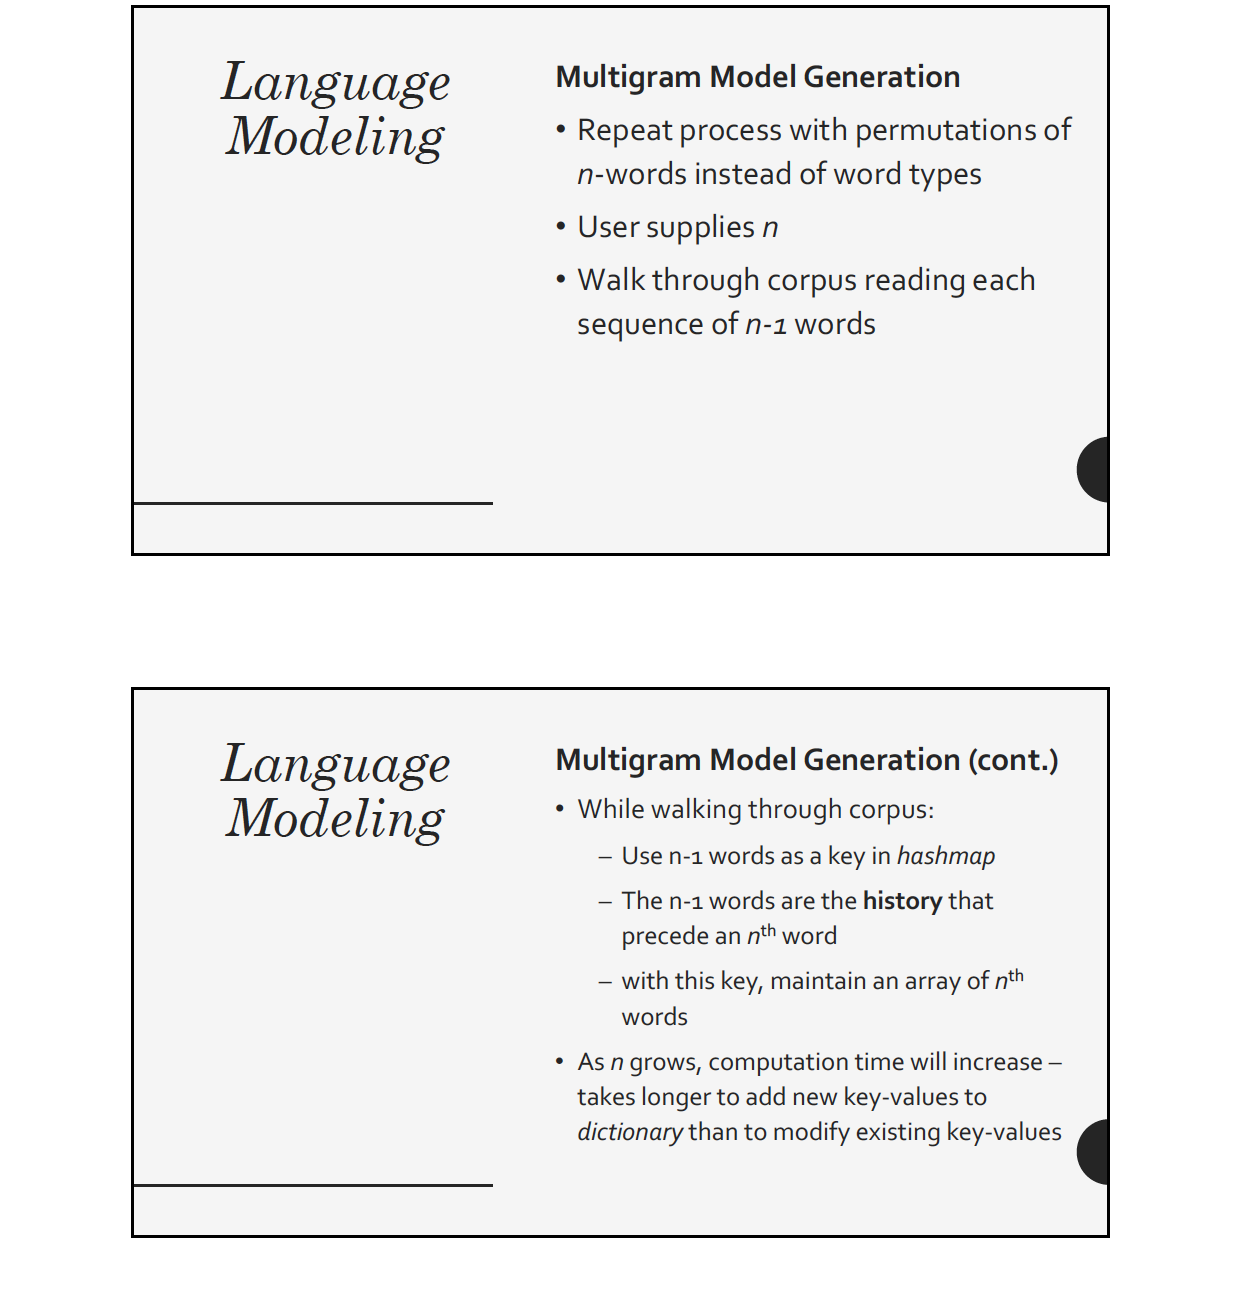 Language
Modeling
Multigram Model Generation
• Repeat process with permutations of
n-words instead of word types
• User supplies n
• Walk through corpus reading each
sequence of n-1 words
Language
Modeling
Multigram Model Generation (cont.)
• While walking through corpus:
– Use n-1 words as a key in hashmap
– The n-1 words are the history that
precede an nth word
– with this key, maintain an array of nth
words
• As n grows, computation time will increase –
takes longer to add new key-values to
dictionary than to modify existing key-values